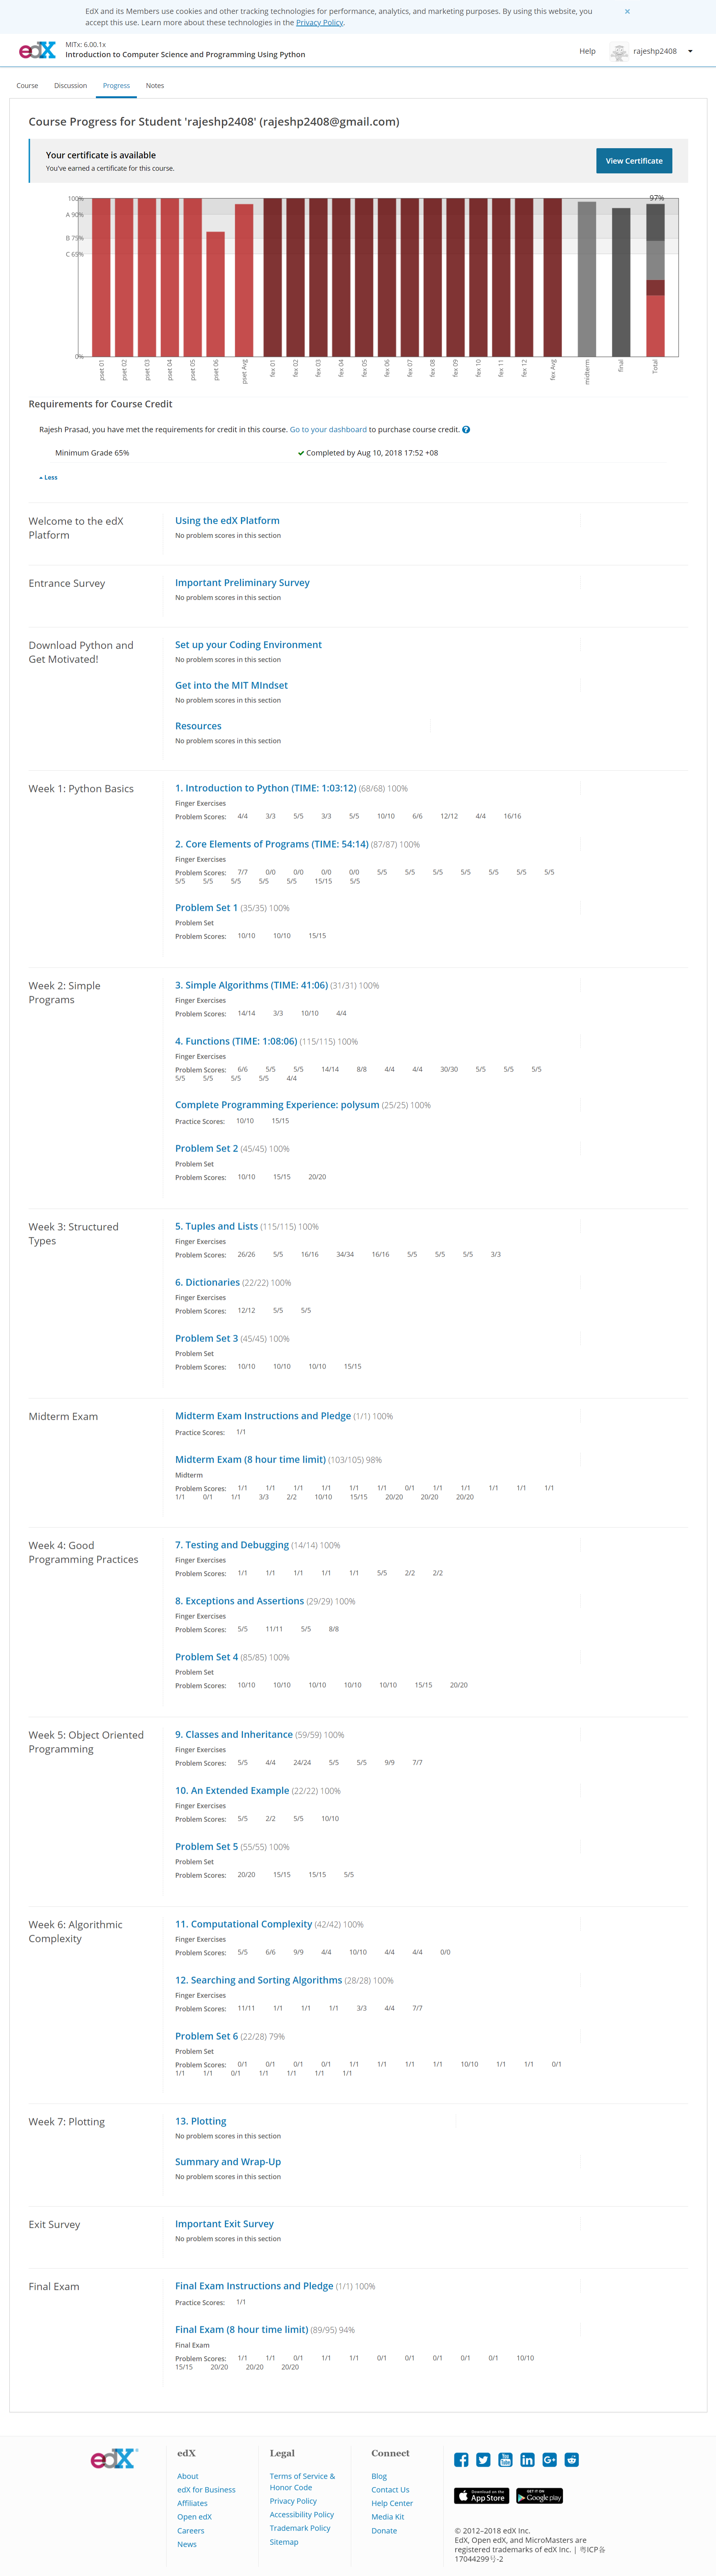 EdX and its Members use cookies and other tracking technologies for performance, analytics, and marketing purposes. By using this website, you
accept this use. Learn more about these technologies in the Privacy Policy.
×
edX
MITx: 6.00.1x
Introduction to Computer Science and Programming Using Python
Help
rajeshp2408
Course Discussion Progress Notes
Course Progress for Student 'rajeshp2408' (rajeshp2408@gmail.com)
Your certificate is available
You've earned a certificate for this course.
View Certificate
97%
100%
A 90%
B 75%
C 65%
0%
pset 01 pset 02 pset 03 pset 04 pset 05 pset 06 pset Avg fex 01 fex 02 fex 03 fex 04 fex 05 fex 06 fex 07 fex 08 fex 09 fex 10 fex 11 fex 12 fex Avg midterm final Total
Requirements for Course Credit
Rajesh Prasad, you have met the requirements for credit in this course. Go to your dashboard to purchase course credit. ?
Minimum Grade 65% Completed by Aug 10, 2018 17:52 +08
Less
Welcome to the edX
Platform
Using the edX Platform
No problem scores in this section
Entrance Survey
Important Preliminary Survey
No problem scores in this section
Download Python and
Get Motivated!
Set up your Coding Environment
No problem scores in this section
Get into the MIT MIndset
No problem scores in this section
Resources
No problem scores in this section
Week 1: Python Basics
1. Introduction to Python (TIME: 1:03:12) (68/68) 100%
Finger Exercises
Problem Scores: 4/4 3/3 5/5 3/3 5/5 10/10 6/6 12/12 4/4 16/16
2. Core Elements of Programs (TIME: 54:14) (87/87) 100%
Finger Exercises
Problem Scores: 7/7 0/0 0/0 0/0 0/0 5/5 5/5 5/5 5/5 5/5 5/5 5/5
5/5 5/5 5/5 5/5 5/5 15/15 5/5
Problem Set 1 (35/35) 100%
Problem Set
Problem Scores: 10/10 10/10 15/15
Week 2: Simple
Programs
3. Simple Algorithms (TIME: 41:06) (31/31) 100%
Finger Exercises
Problem Scores: 14/14 3/3 10/10 4/4
4. Functions (TIME: 1:08:06) (115/115) 100%
Finger Exercises
Problem Scores: 6/6 5/5 5/5 14/14 8/8 4/4 4/4 30/30 5/5 5/5 5/5
5/5 5/5 5/5 5/5 4/4
Complete Programming Experience: polysum (25/25) 100%
Practice Scores: 10/10 15/15
Problem Set 2 (45/45) 100%
Problem Set
Problem Scores: 10/10 15/15 20/20
Week 3: Structured
Types
5. Tuples and Lists (115/115) 100%
Finger Exercises
Problem Scores: 26/26 5/5 16/16 34/34 16/16 5/5 5/5 5/5 3/3
6. Dictionaries (22/22) 100%
Finger Exercises
Problem Scores: 12/12 5/5 5/5
Problem Set 3 (45/45) 100%
Problem Set
Problem Scores: 10/10 10/10 10/10 15/15
Midterm Exam
Midterm Exam Instructions and Pledge (1/1) 100%
Practice Scores: 1/1
Midterm Exam (8 hour time limit) (103/105) 98%
Midterm
Problem Scores: 1/1 1/1 1/1 1/1 1/1 1/1 0/1 1/1 1/1 1/1 1/1 1/1
1/1 0/1 1/1 3/3 2/2 10/10 15/15 20/20 20/20 20/20
Week 4: Good
Programming Practices
7. Testing and Debugging (14/14) 100%
Finger Exercises
Problem Scores: 1/1 1/1 1/1 1/1 1/1 5/5 2/2 2/2
8. Exceptions and Assertions (29/29) 100%
Finger Exercises
Problem Scores: 5/5 11/11 5/5 8/8
Problem Set 4 (85/85) 100%
Problem Set
Problem Scores: 10/10 10/10 10/10 10/10 10/10 15/15 20/20
Week 5: Object Oriented
Programming
9. Classes and Inheritance (59/59) 100%
Finger Exercises
Problem Scores: 5/5 4/4 24/24 5/5 5/5 9/9 7/7
10. An Extended Example (22/22) 100%
Finger Exercises
Problem Scores: 5/5 2/2 5/5 10/10
Problem Set 5 (55/55) 100%
Problem Set
Problem Scores: 20/20 15/15 15/15 5/5
Week 6: Algorithmic
Complexity
11. Computational Complexity (42/42) 100%
Finger Exercises
Problem Scores: 5/5 6/6 9/9 4/4 10/10 4/4 4/4 0/0
12. Searching and Sorting Algorithms (28/28) 100%
Finger Exercises
Problem Scores: 11/11 1/1 1/1 1/1 3/3 4/4 7/7
Problem Set 6 (22/28) 79%
Problem Set
Problem Scores: 0/1 0/1 0/1 0/1 1/1 1/1 1/1 1/1 10/10 1/1 1/1 0/1
1/1 1/1 0/1 1/1 1/1 1/1 1/1
Week 7: Plotting
13. Plotting
No problem scores in this section
Summary and Wrap-Up
No problem scores in this section
Exit Survey
Important Exit Survey
No problem scores in this section
Final Exam
Final Exam Instructions and Pledge (1/1) 100%
Practice Scores: 1/1
Final Exam (8 hour time limit) (89/95) 94%
Final Exam
Problem Scores: 1/1 1/1 0/1 1/1 1/1 0/1 0/1 0/1 0/1 0/1 10/10
15/15 20/20 20/20 20/20
edX
edX
About
edX for Business
Affiliates
Open edX
Careers
News
Legal
Terms of Service &
Honor Code
Privacy Policy
Accessibility Policy
Trademark Policy
Sitemap
Connect
Blog
Contact Us
Help Center
Media Kit
Donate
Download on the
App Store
GET IT ON
Google play
© 2012–2018 edX Inc.
EdX, Open edX, and MicroMasters are
registered trademarks of edX Inc. | 粤ICP备
17044299号-2